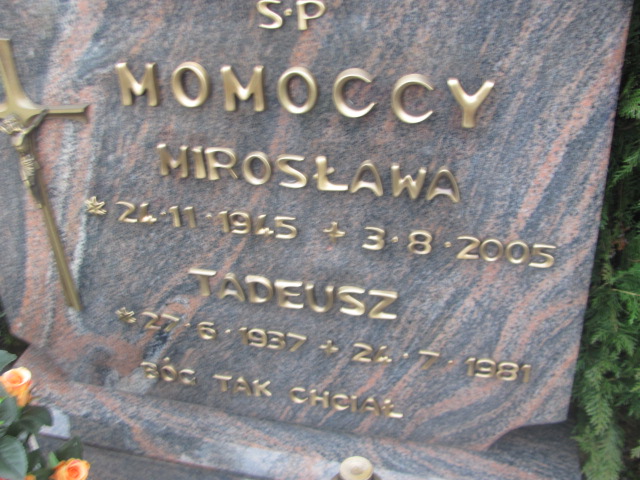 S·P
MOMOCCY
MIROSŁAWA
* 24·11·1945 + 3·8·2005
TADEUSZ
* 27·6·1937 + 24·7·1981
BÓG TAK CHCIAŁ